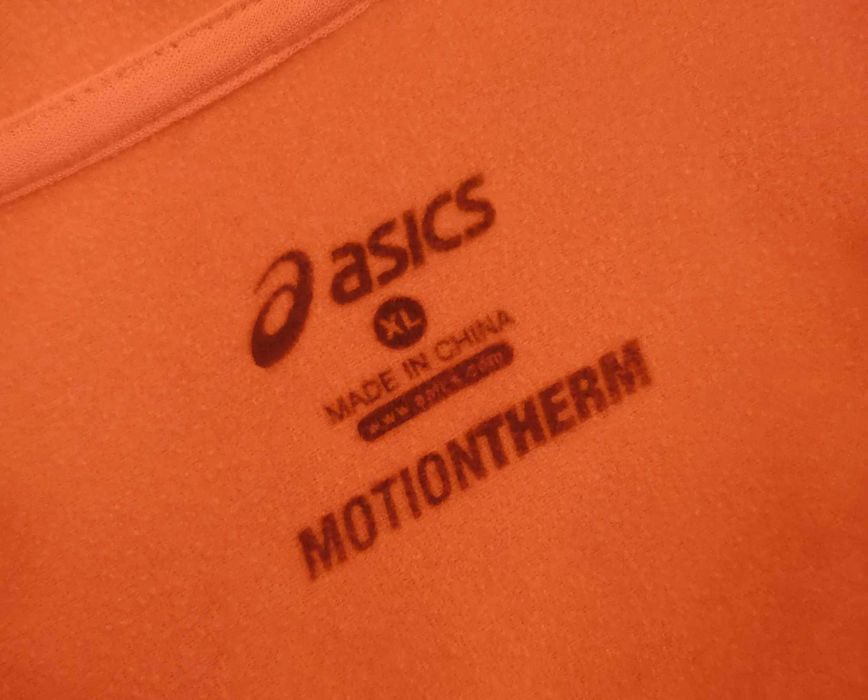 asics
XL
MADE IN CHINA
www.asics.com
MOTIONTHERM